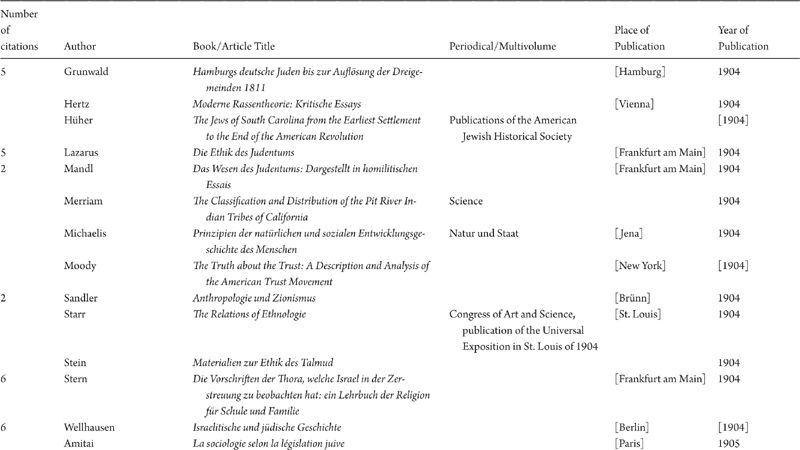 Number
of
citations Author Book/Article Title Periodical/Multivolume Place of Publication Year of Publication
5 Grunwald Hamburgs deutsche Juden bis zur Auflösung der Dreige-
meinden 1811 [Hamburg] 1904
Hertz Moderne Rassentheorie: Kritische Essays [Vienna] 1904
Hüher The Jews of South Carolina from the Earliest Settlement Publications of the American [1904]
to the End of the American Revolution Jewish Historical Society
5 Lazarus Die Ethik des Judentums [Frankfurt am Main] 1904
2 Mandl Das Wesen des Judentums: Dargestellt in homilitischen [Frankfurt am Main] 1904
Essais
Merriam The Classification and Distribution of the Pit River In- Science 1904
dian Tribes of California
Michaelis Prinzipien der natürlichen und sozialen Entwicklungsge- Natur und Staat [Jena] 1904
schichte des Menschen
Moody The Truth about the Trust: A Description and Analysis of [New York] [1904]
the American Trust Movement
2 Sandler Anthropologie und Zionismus [Brünn] 1904
Starr The Relations of Ethnologie Congress of Art and Science, [St. Louis] 1904
publication of the Universal
Exposition in St. Louis of 1904
Stein Materialien zur Ethik des Talmud 1904
6 Stern Die Vorschriften der Thora, welche Israel in der Zer- [Frankfurt am Main] 1904
streuung zu beobachten hat: ein Lehrbuch der Religion
für Schule und Familie
6 Wellhausen Israelitische und jüdische Geschichte [Berlin] [1904]
Amitai La sociologie selon la législation juive [Paris] 1905